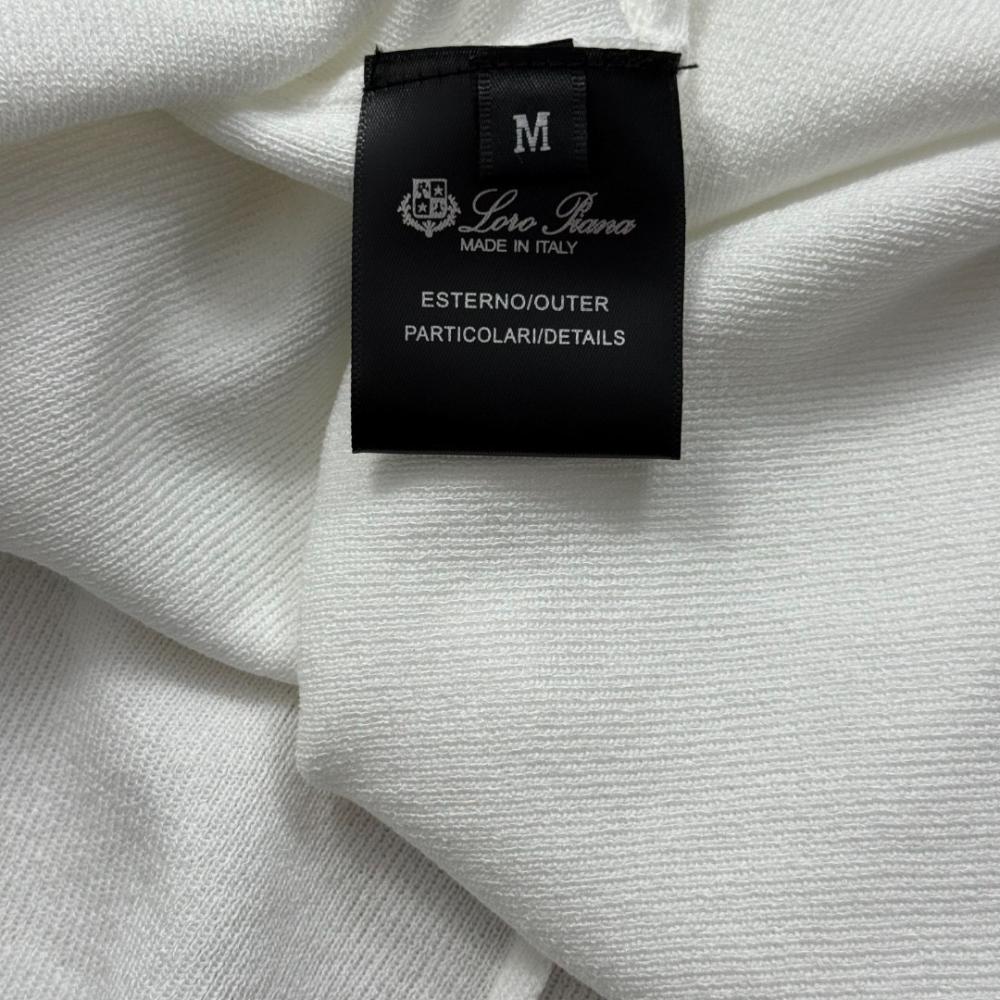 M
Loro Piana
MADE IN ITALY
ESTERNO/OUTER
PARTICOLARI/DETAILS